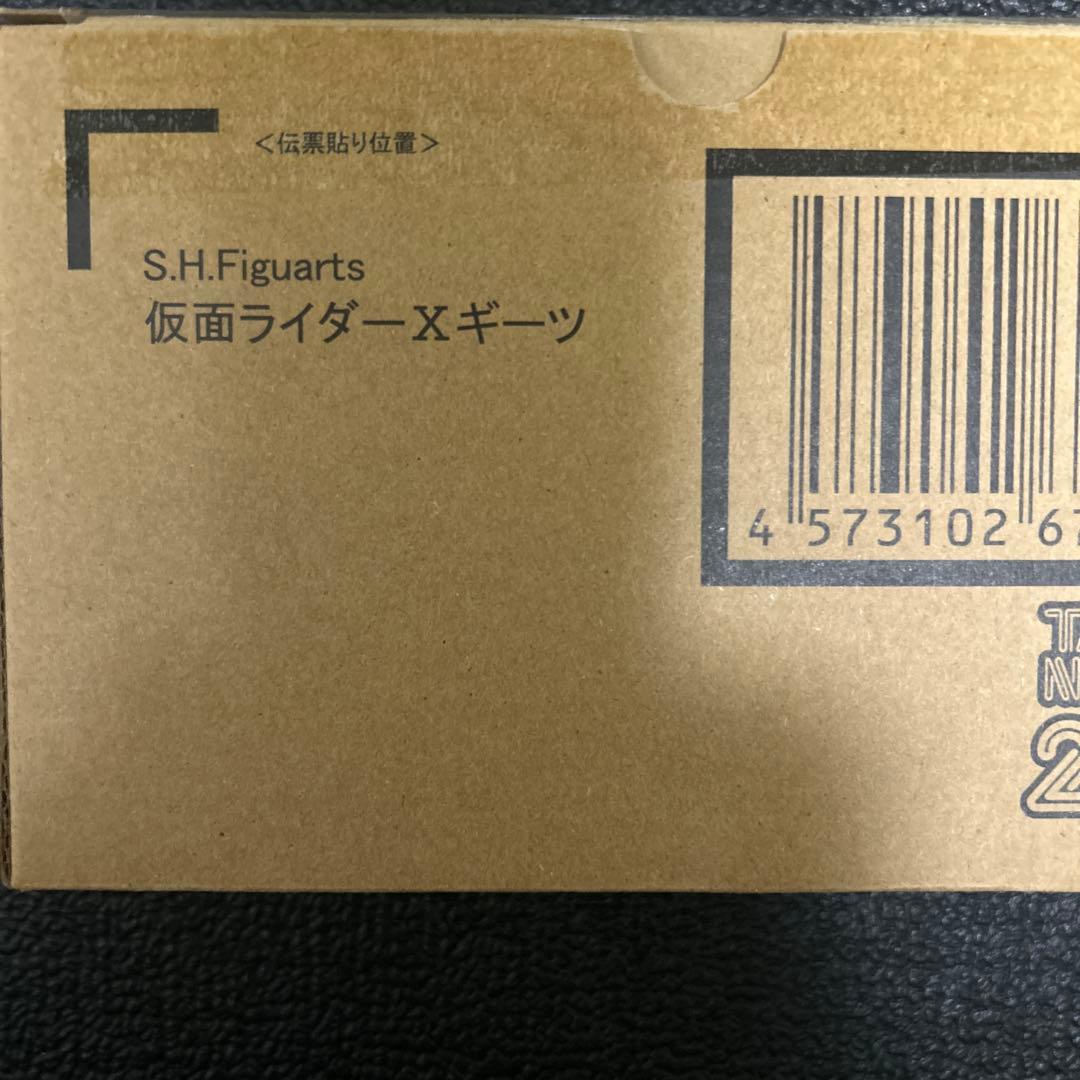 <伝票貼り位置>
S.H.Figuarts
仮面ライダーXギーツ
4 573102 67